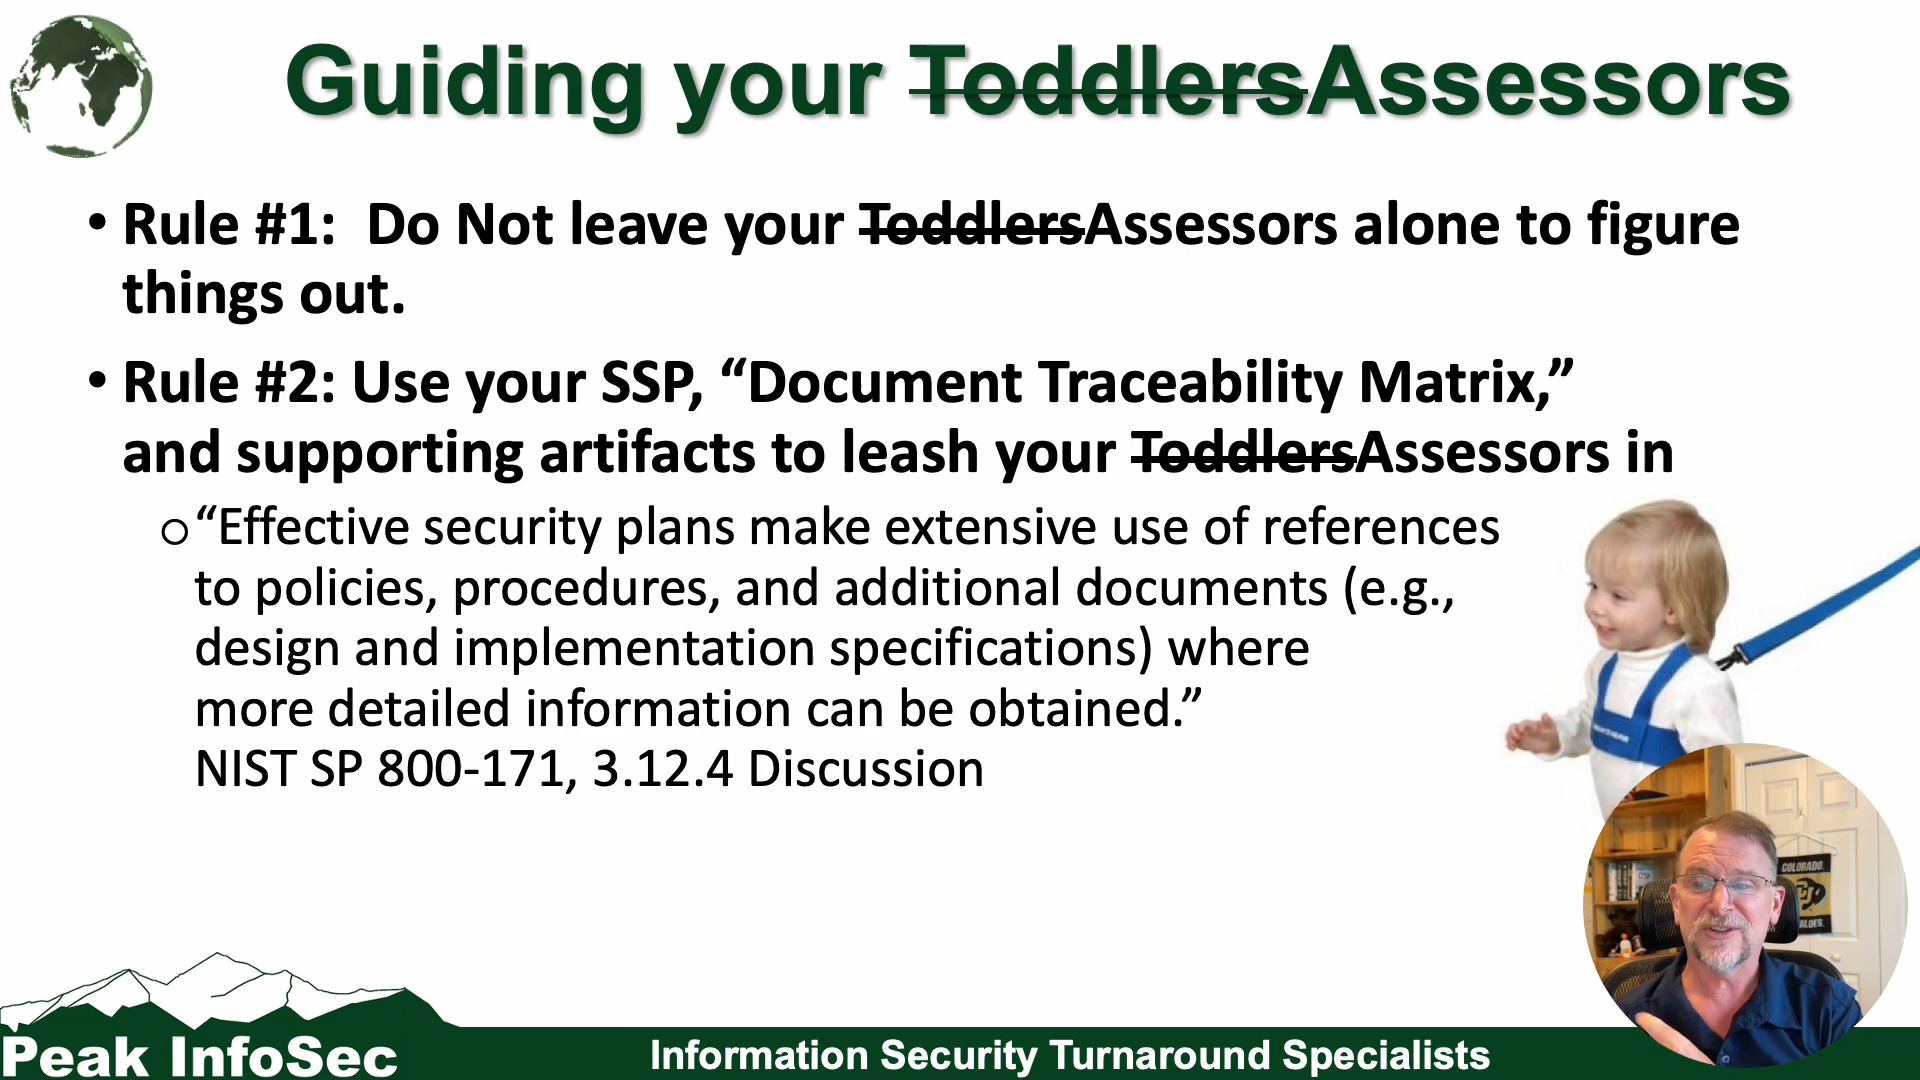 Guiding your ToddlersAssessors
• Rule #1:  Do Not leave your ToddlersAssessors alone to figure
things out.
• Rule #2: Use your SSP, “Document Traceability Matrix,”
and supporting artifacts to leash your ToddlersAssessors in
o “Effective security plans make extensive use of references
to policies, procedures, and additional documents (e.g.,
design and implementation specifications) where
more detailed information can be obtained.”
NIST SP 800-171, 3.12.4 Discussion
COLORADO.
Peak InfoSec
Information Security Turnaround Specialists